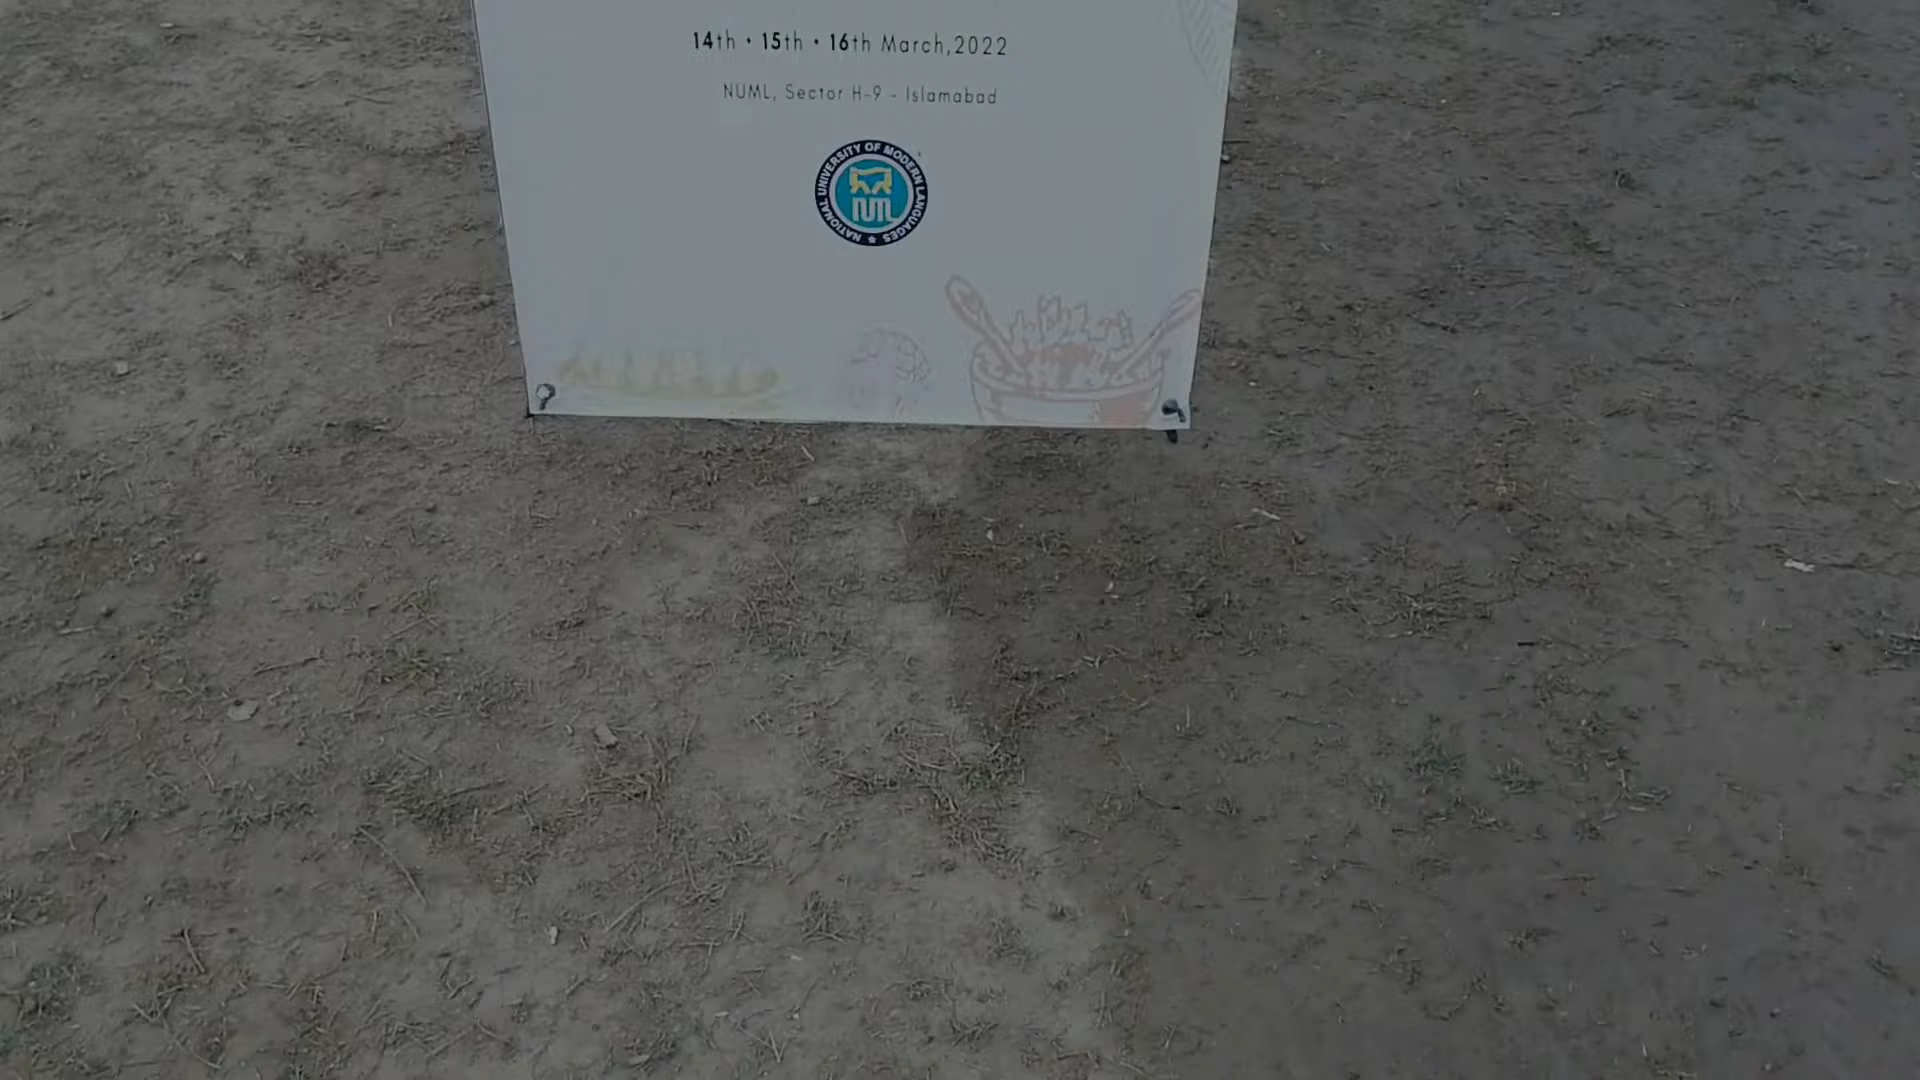 14th • 15th • 16th March,2022
NUML, Sector H-9 - Islamabad
NATIONAL UNIVERSITY OF MODERN LANGUAGES ★
NUML